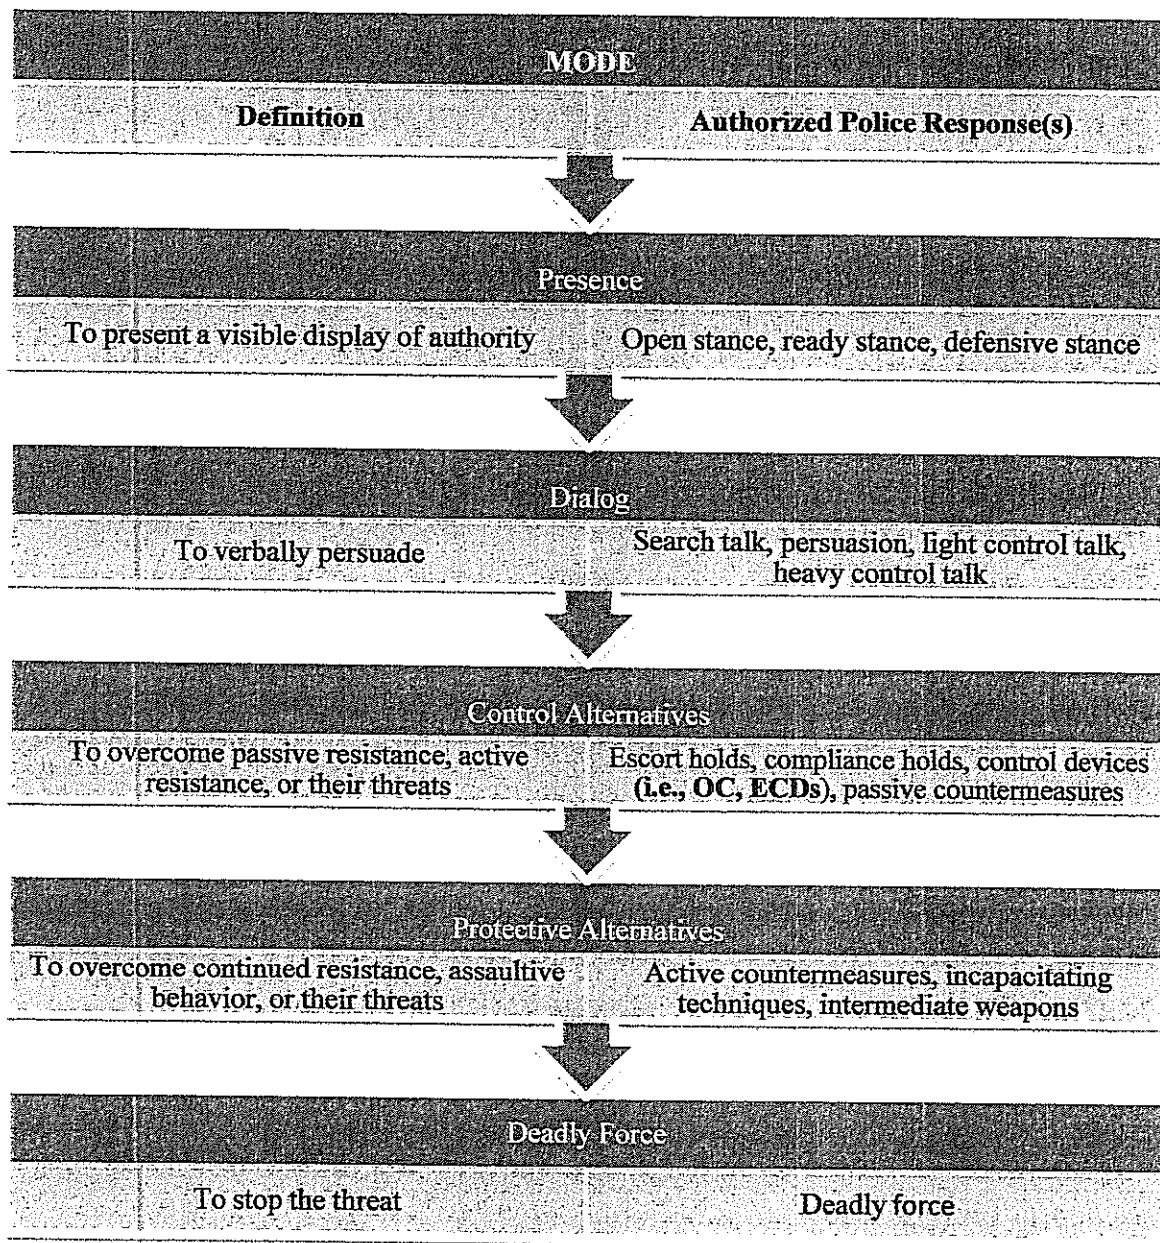 MODE
Definition
Authorized Police Response(s)
Presence
To present a visible display of authority
Open stance, ready stance, defensive stance
Dialog
To verbally persuade
Search talk, persuasion, light control talk,
heavy control talk
Control Alternatives
To overcome passive resistance, active
resistance, or their threats
Escort holds, compliance holds, control devices
(i.e., OC, ECDs), passive countermeasures
Protective Alternatives
To overcome continued resistance, assaultive
behavior, or their threats
Active countermeasures, incapacitating
techniques, intermediate weapons
Deadly Force
To stop the threat
Deadly force